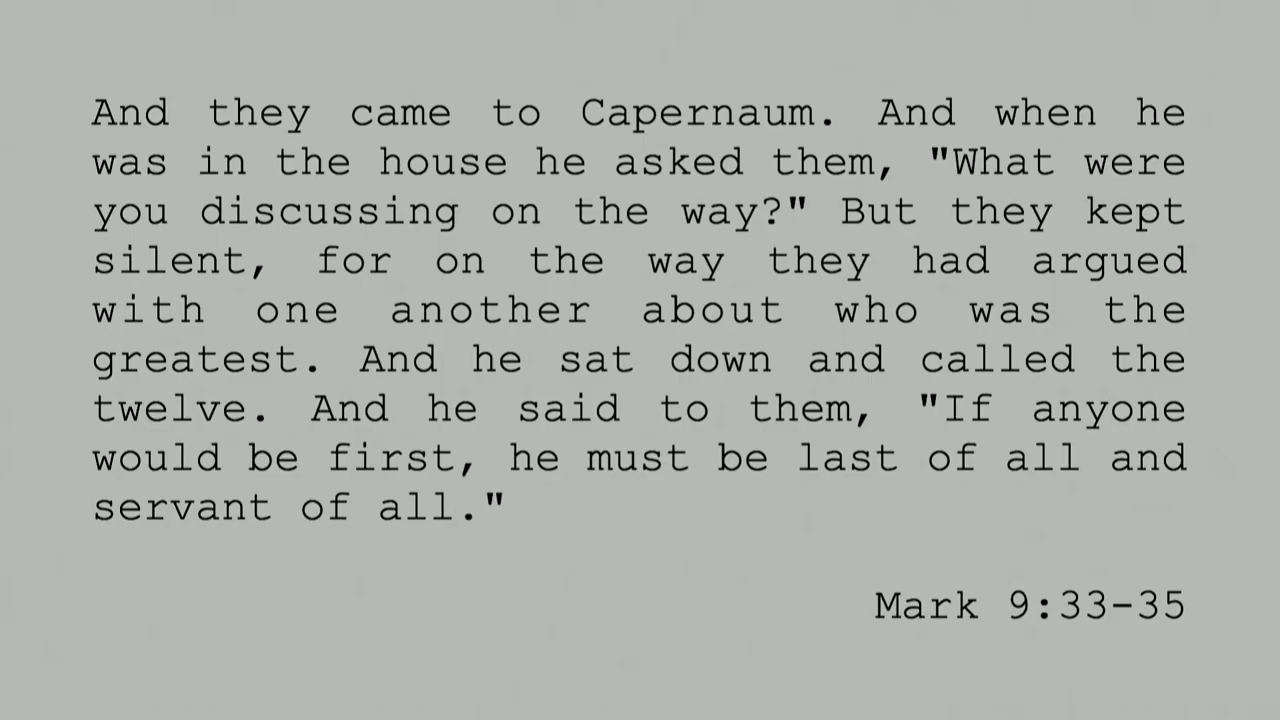 And they came to Capernaum. And when he
was in the house he asked them, "What were
you discussing on the way?" But they kept
silent, for on the way they had argued
with one another about who was the
greatest. And he sat down and called the
twelve. And he said to them, "If anyone
would be first, he must be last of all and
servant of all."
Mark 9:33-35